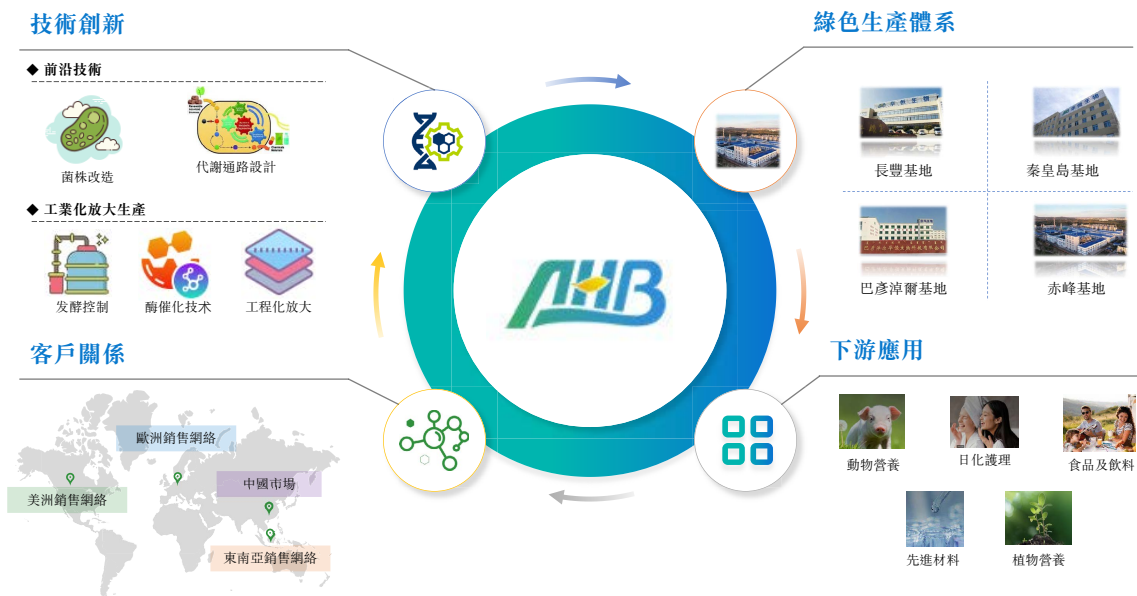 技術創新
◆ 前沿技術
菌株改造
代謝通路設計
◆ 工業化放大生產
发酵控制
酶催化技术
工程化放大
綠色生產體系
長豐基地
秦皇島基地
巴彥淖爾基地
赤峰基地
AHB
客戶關係
歐洲銷售網絡
中國市場
美洲銷售網絡
東南亞銷售網絡
下游應用
動物營養
日化護理
食品及飲料
先進材料
植物營養